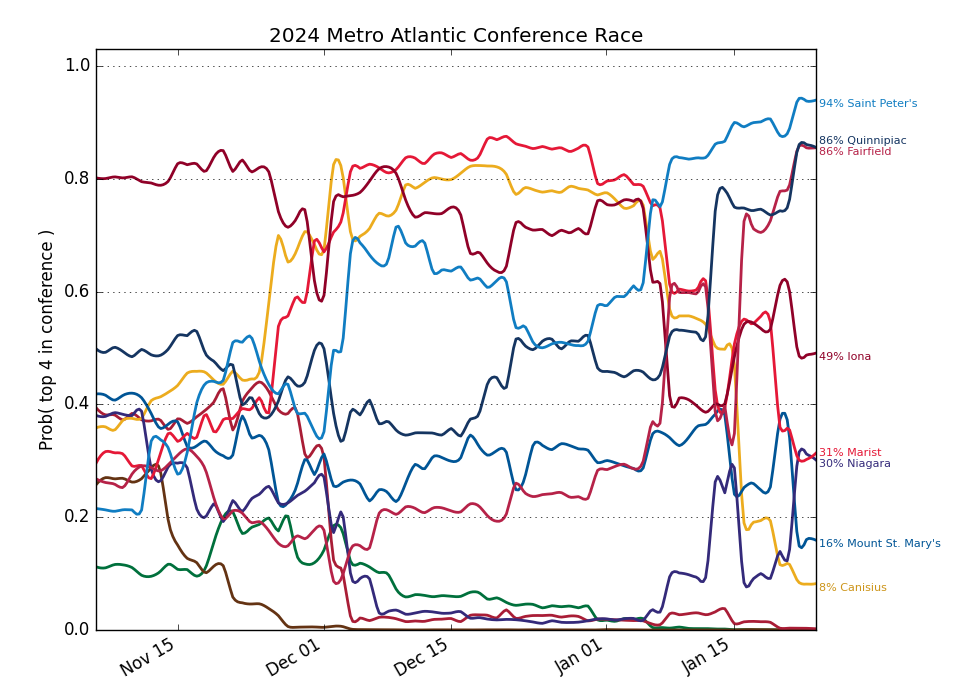 2024 Metro Atlantic Conference Race
Prob( top 4 in conference )
1.0
0.8
0.6
0.4
0.2
0.0
Nov 15
Dec 01
Dec 15
Jan 01
Jan 15
94% Saint Peter's
86% Quinnipiac
86% Fairfield
49% Iona
31% Marist
30% Niagara
16% Mount St. Mary's
8% Canisius